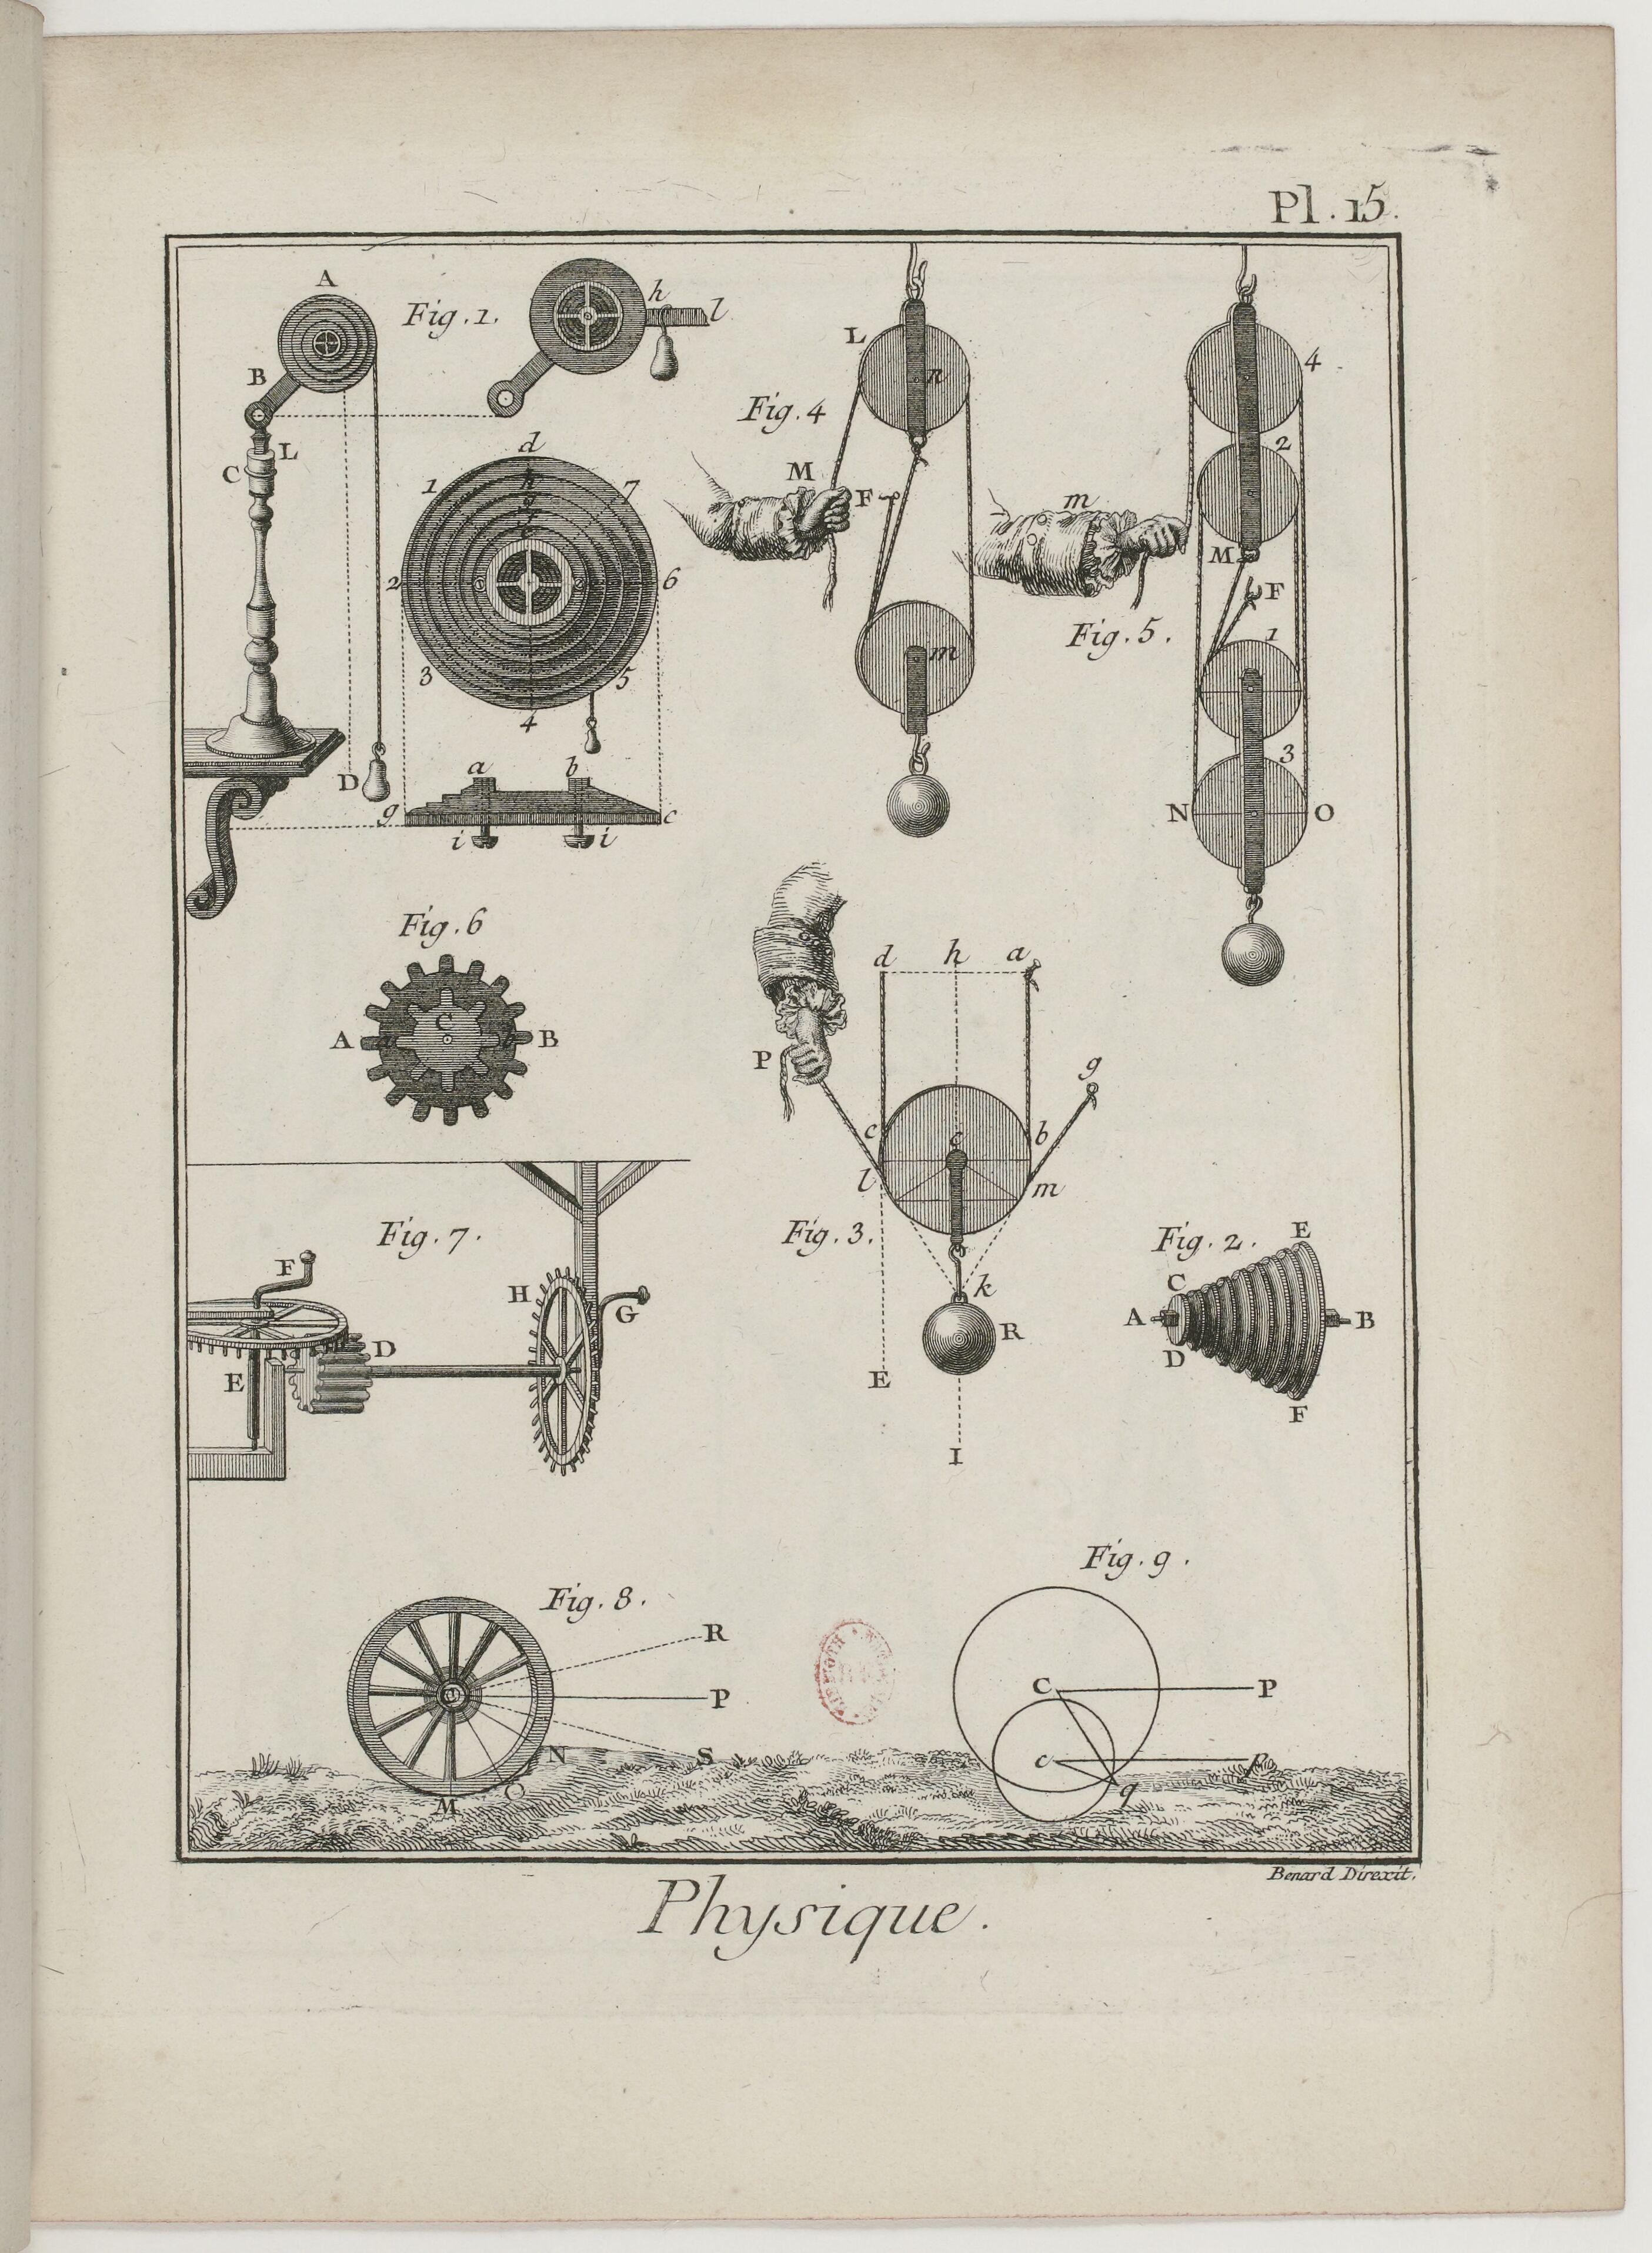 Pl. 15.
A
Fig. 1.
h
l
B
L
C
D
d
1
7
h
g
2
6
3
5
4
a
b
g
c
i
i
L
n
Fig. 4
M
F
m
4
2
m
M
F
Fig. 5.
1
3
N
O
Fig. 6
C
A
B
d
h
a
P
g
c
c
b
l
m
Fig. 3.
k
R
E
I
Fig. 2.
E
C
A
B
D
F
Fig. 7.
F
H
G
D
E
Fig. 8.
R
P
N
S
M
O
Fig. 9.
C
P
c
p
q
Benard Direxit.
Physique.